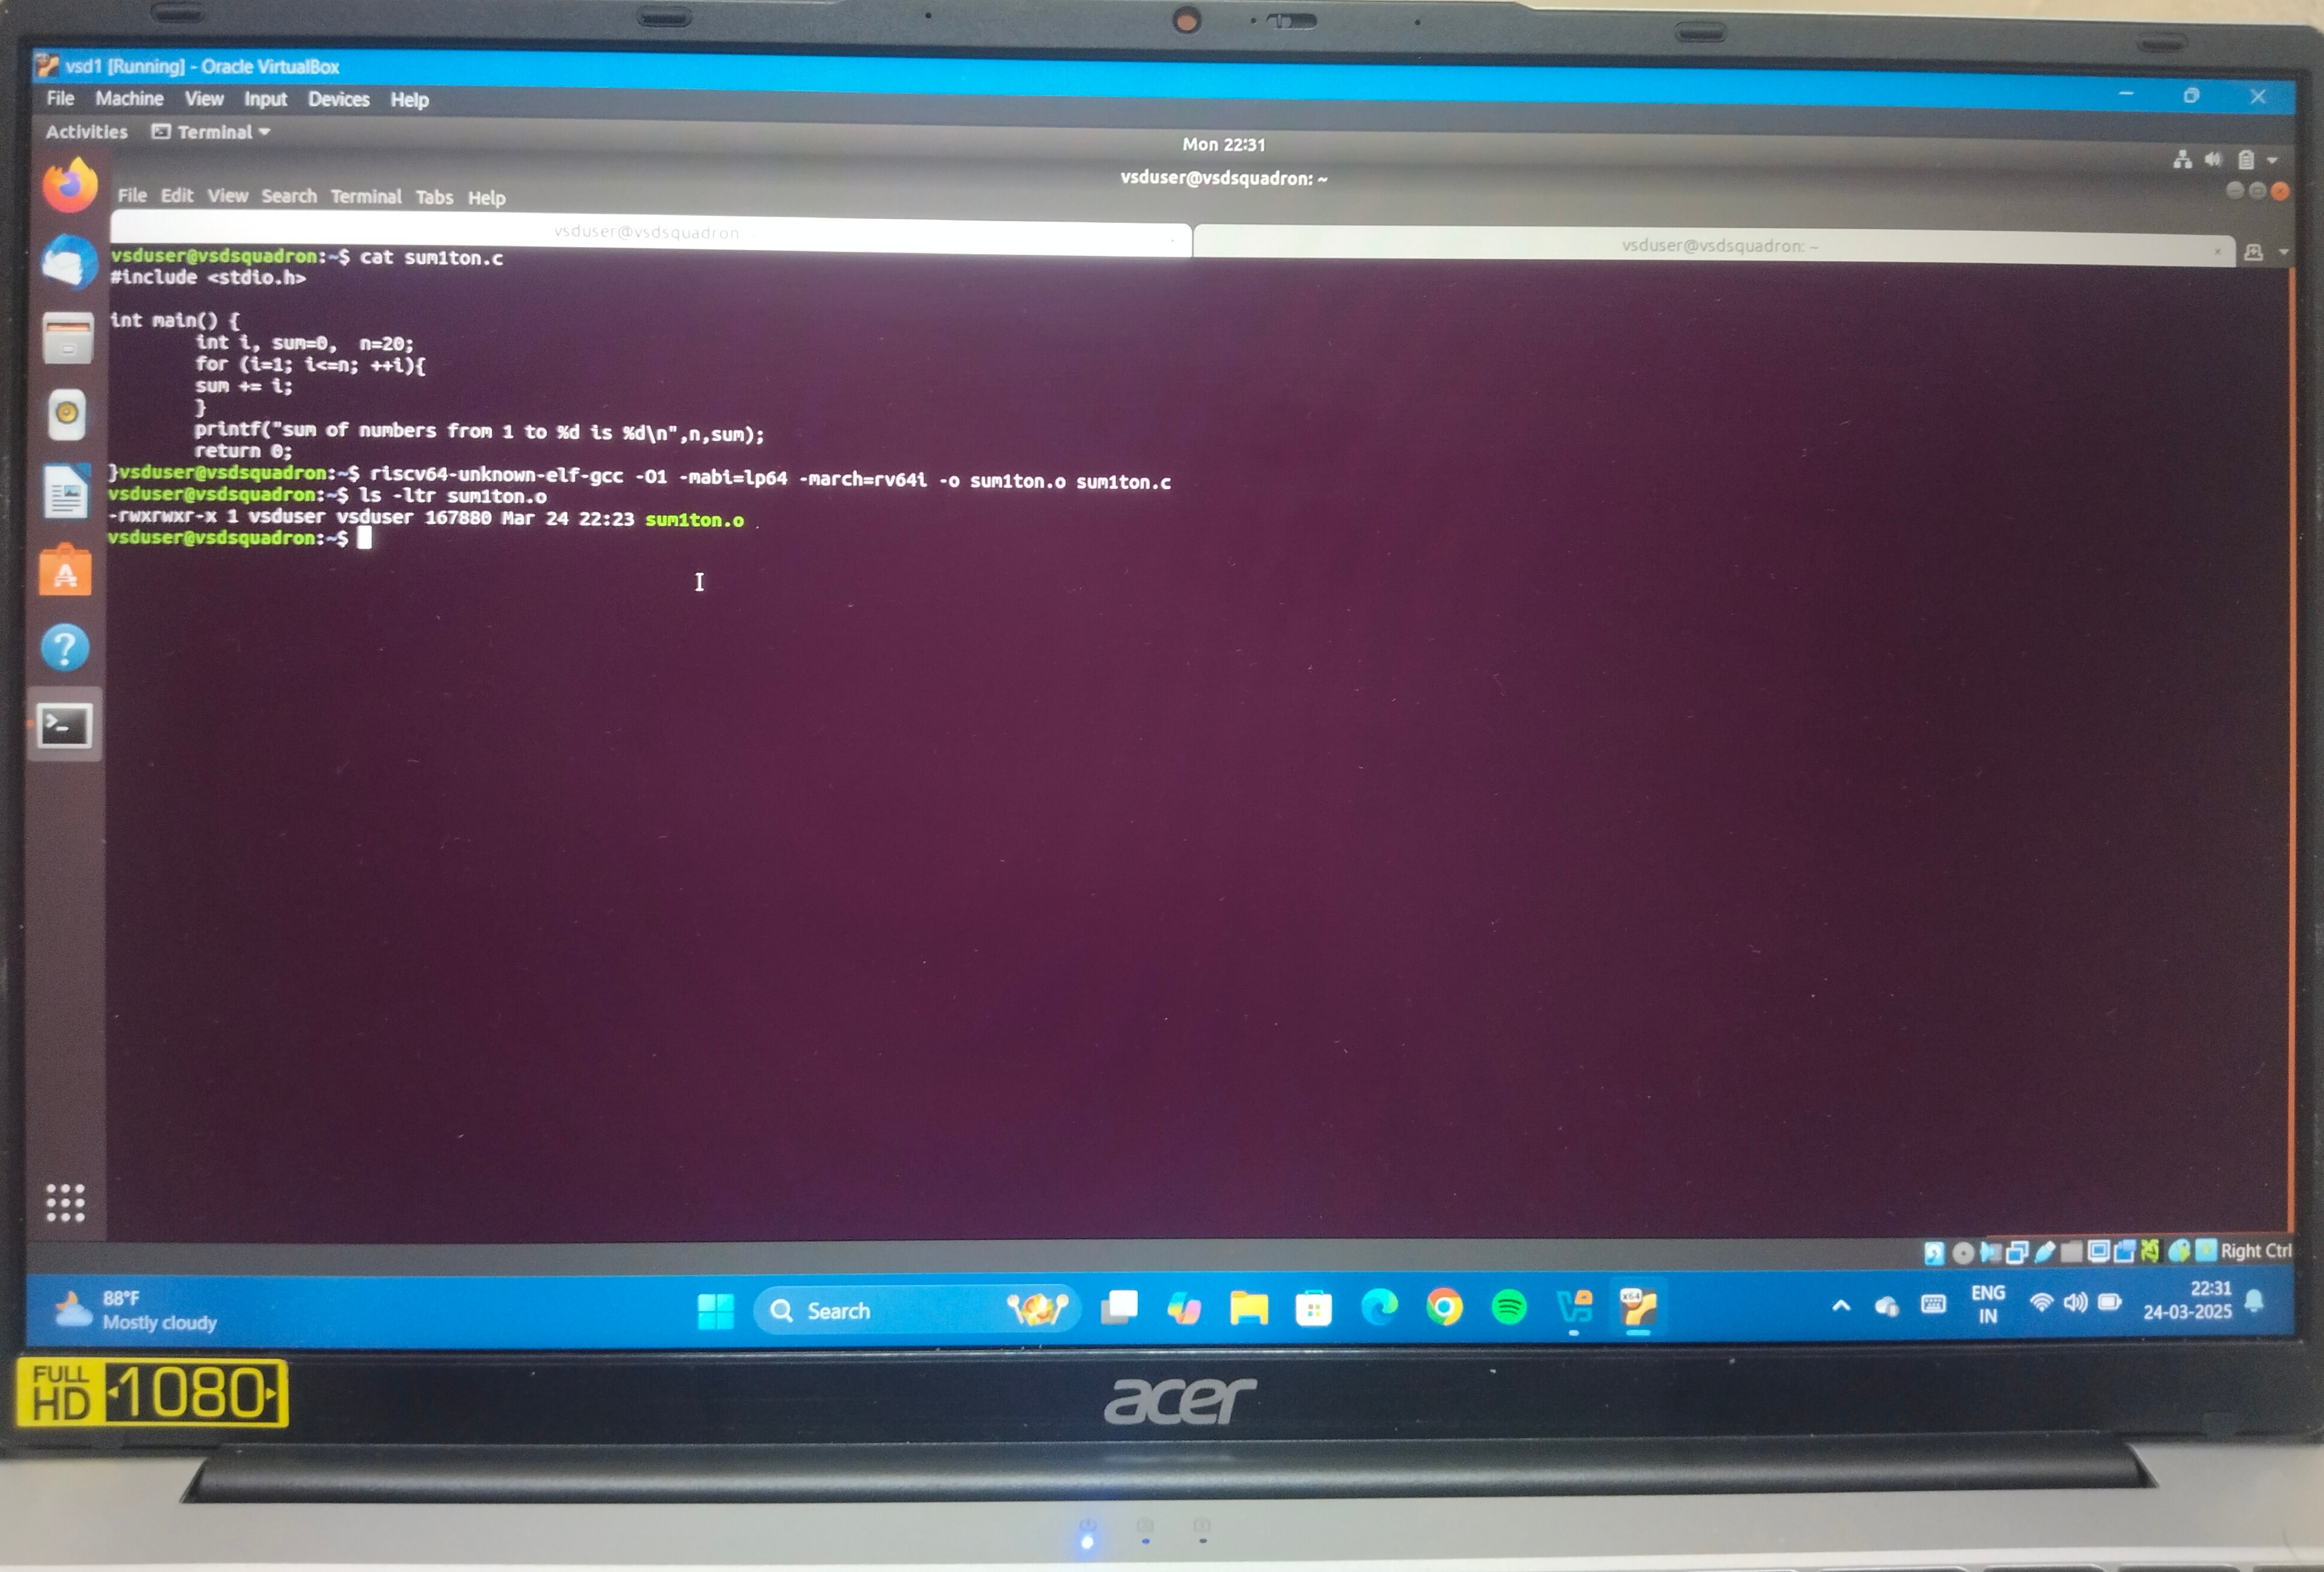 vsd1 [Running] - Oracle VirtualBox
File Machine View Input Devices Help
Activities Terminal
Mon 22:31
vsduser@vsdsquadron: ~
File Edit View Search Terminal Tabs Help
vsduser@vsdsquadron
vsduser@vsdsquadron: ~
vsduser@vsdsquadron:~$ cat sum1ton.c
#include <stdio.h>
int main() {
int i, sum=0, n=20;
for (i=1; i<=n; ++i){
sum += i;
}
printf("sum of numbers from 1 to %d is %d\n",n,sum);
return 0;
}vsduser@vsdsquadron:~$ riscv64-unknown-elf-gcc -O1 -mabi=lp64 -march=rv64i -o sum1ton.o sum1ton.c
vsduser@vsdsquadron:~$ ls -ltr sum1ton.o
-rwxrwxr-x 1 vsduser vsduser 167880 Mar 24 22:23 sum1ton.o
vsduser@vsdsquadron:~$
Right Ctrl
88°F
Mostly cloudy
Search
x64
ENG
IN
22:31
24-03-2025
FULL
HD
1080
acer